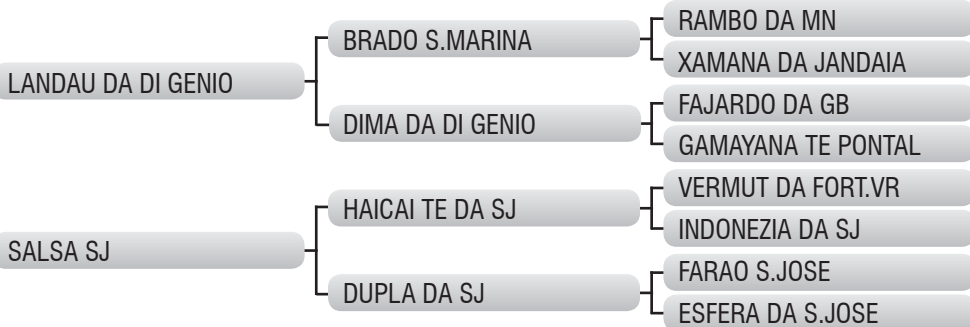 RAMBO DA MN
BRADO S.MARINA
XAMANA DA JANDAIA
LANDAU DA DI GENIO
FAJARDO DA GB
DIMA DA DI GENIO
GAMAYANA TE PONTAL
VERMUT DA FORT.VR
HAICAI TE DA SJ
INDONEZIA DA SJ
SALSA SJ
FARAO S.JOSE
DUPLA DA SJ
ESFERA DA S.JOSE